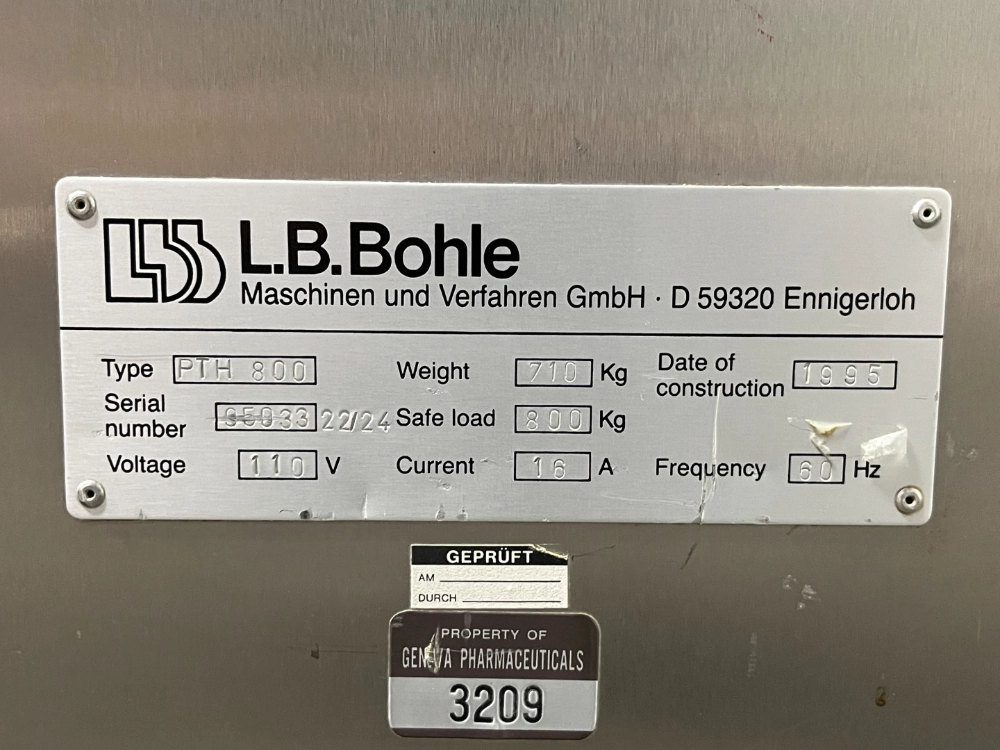 L.B.Bohle
Maschinen und Verfahren GmbH · D 59320 Ennigerloh
Type PTH 800 Weight 710 Kg Date of construction 1995
Serial number 95033 22/24 Safe load 800 Kg
Voltage 110 V Current 16 A Frequency 60 Hz
GEPRÜFT
AM
DURCH
PROPERTY OF
GENEVA PHARMACEUTICALS
3209